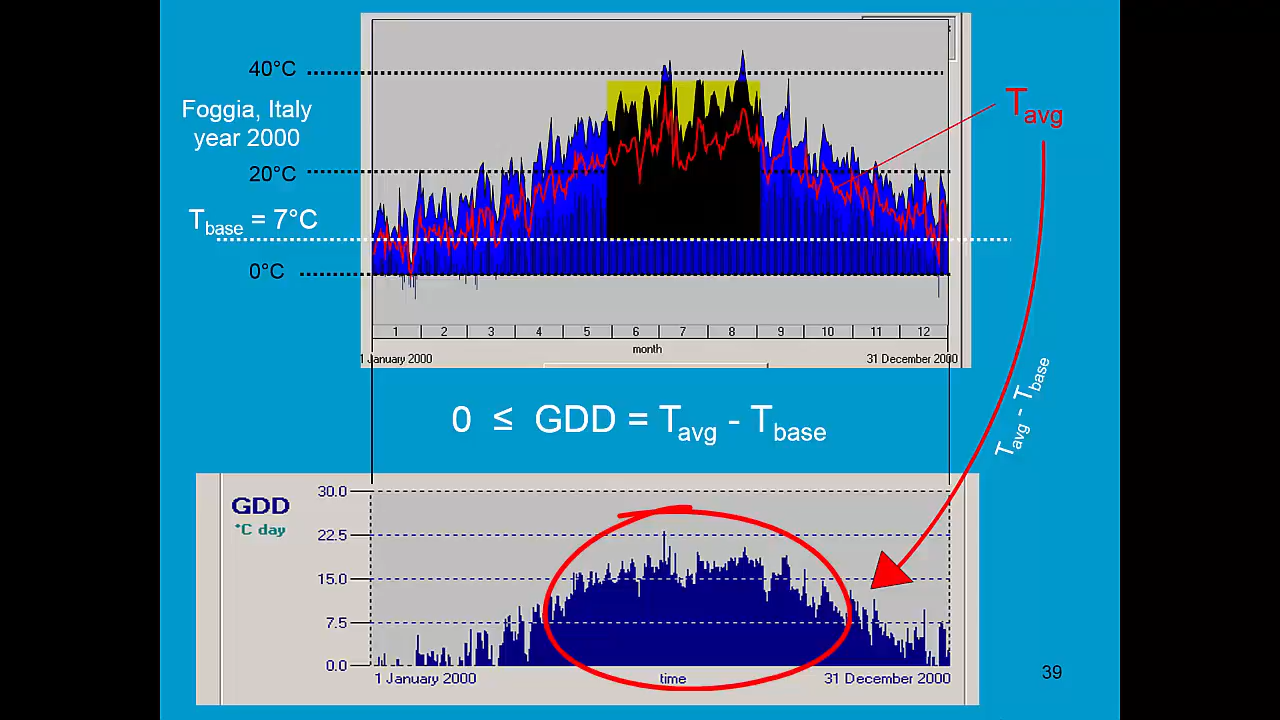 40°C
Foggia, Italy
year 2000
20°C
Tbase = 7°C
0°C
Tavg
1 2 3 4 5 6 7 8 9 10 11 12
month
1 January 2000 31 December 2000
Tavg - Tbase
0 ≤ GDD = Tavg - Tbase
GDD
°C day
30.0
22.5
15.0
7.5
0.0
1 January 2000 time 31 December 2000
39